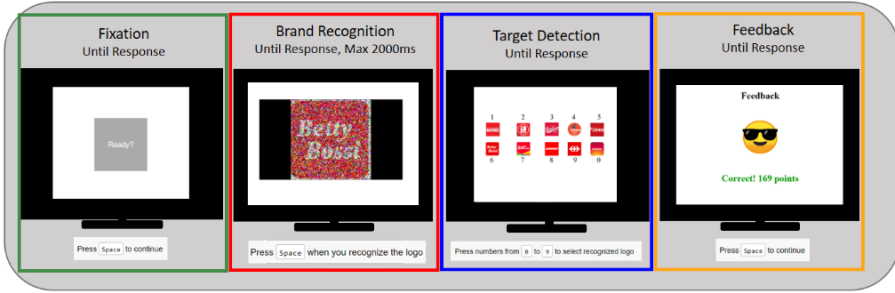 Fixation
Until Response
Ready?
Press Space to continue
Brand Recognition
Until Response, Max 2000ms
Betty
Bossi
Press Space when you recognize the logo
Target Detection
Until Response
1 2 3 4 5
6 7 8 9 0
Press numbers from 0 to 9 to select recognized logo
Feedback
Until Response
Feedback
Correct! 169 points
Press Space to continue